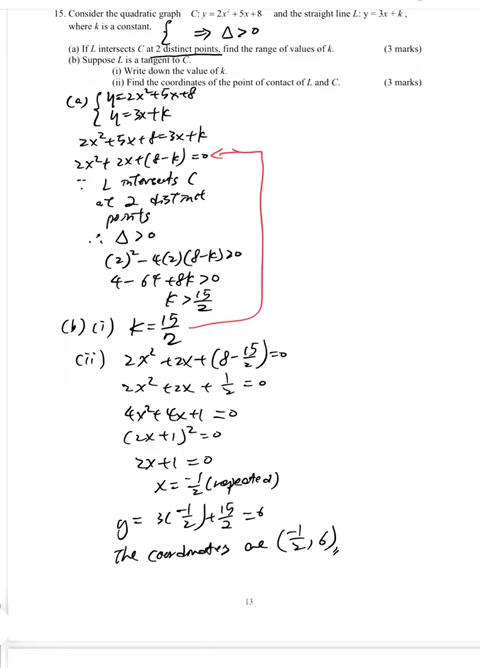 15. Consider the quadratic graph C: y = 2x² + 5x + 8 and the straight line L: y = 3x + k ,
where k is a constant. { ⇒ Δ > 0
(a) If L intersects C at 2 distinct points, find the range of values of k. (3 marks)
(b) Suppose L is a tangent to C.
(i) Write down the value of k.
(ii) Find the coordinates of the point of contact of L and C. (3 marks)
(a) { y=2x²+5x+8
{ y=3x+k
2x²+5x+8=3x+k
2x²+2x+(8-k)=0
∵ L intersects C
at 2 distinct
points
∴ Δ>0
(2)²-4(2)(8-k)>0
4-64+8k>0
k>15/2
(b)(i) k=15/2
(ii) 2x²+2x+(8-15/2)=0
2x²+2x+1/2=0
4x²+4x+1=0
(2x+1)²=0
2x+1=0
x=-1/2 (repeated)
y= 3(-1/2)+15/2=6
The coordinates are (-1/2, 6)
13